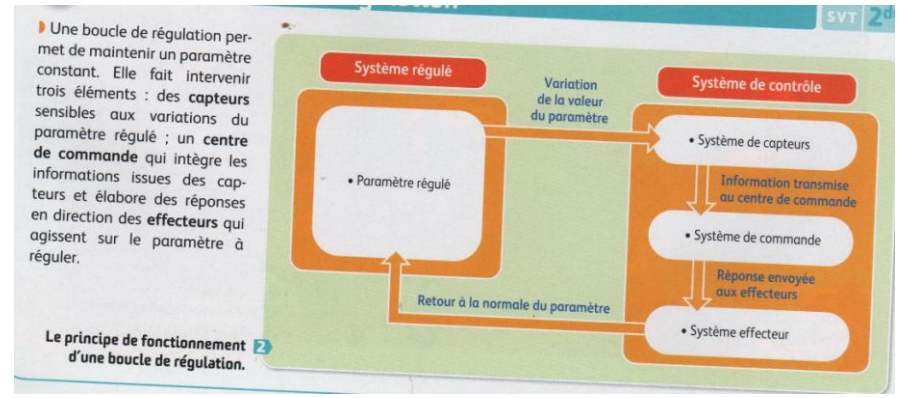 SVT 2de
Une boucle de régulation per-
met de maintenir un paramètre
constant. Elle fait intervenir
trois éléments : des capteurs
sensibles aux variations du
paramètre régulé ; un centre
de commande qui intègre les
informations issues des cap-
teurs et élabore des réponses
en direction des effecteurs qui
agissent sur le paramètre à
réguler.
Le principe de fonctionnement 2
d'une boucle de régulation.
Système régulé
• Paramètre régulé
Variation
de la valeur
du paramètre
Système de contrôle
• Système de capteurs
Information transmise
au centre de commande
• Système de commande
Réponse envoyée
aux effecteurs
• Système effecteur
Retour à la normale du paramètre